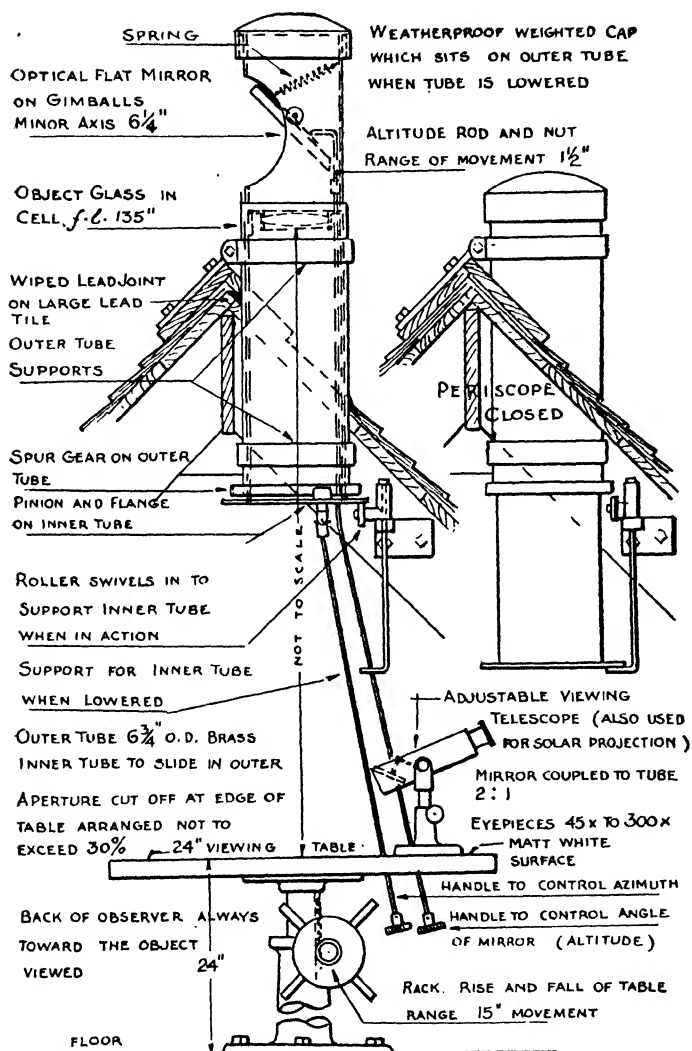 SPRING
WEATHERPROOF WEIGHTED CAP
WHICH SITS ON OUTER TUBE
WHEN TUBE IS LOWERED
OPTICAL FLAT MIRROR
ON GIMBALLS
MINOR AXIS 6¼"
ALTITUDE ROD AND NUT
RANGE OF MOVEMENT 1½"
OBJECT GLASS IN
CELL. f.l. 135"
WIPED LEAD JOINT
ON LARGE LEAD
TILE
OUTER TUBE
SUPPORTS
PERISCOPE
CLOSED
SPUR GEAR ON OUTER
TUBE
PINION AND FLANGE
ON INNER TUBE
NOT TO SCALE
ROLLER SWIVELS IN TO
SUPPORT INNER TUBE
WHEN IN ACTION
SUPPORT FOR INNER TUBE
WHEN LOWERED
ADJUSTABLE VIEWING
TELESCOPE (ALSO USED
FOR SOLAR PROJECTION)
OUTER TUBE 6¾" O.D. BRASS
INNER TUBE TO SLIDE IN OUTER
MIRROR COUPLED TO TUBE
2:1
APERTURE CUT OFF AT EDGE OF
TABLE ARRANGED NOT TO
EXCEED 30%
EYEPIECES 45x TO 300x
24" VIEWING TABLE
MATT WHITE
SURFACE
HANDLE TO CONTROL AZIMUTH
HANDLE TO CONTROL ANGLE
OF MIRROR (ALTITUDE)
BACK OF OBSERVER ALWAYS
TOWARD THE OBJECT
VIEWED
24"
RACK. RISE AND FALL OF TABLE
RANGE 15" MOVEMENT
FLOOR